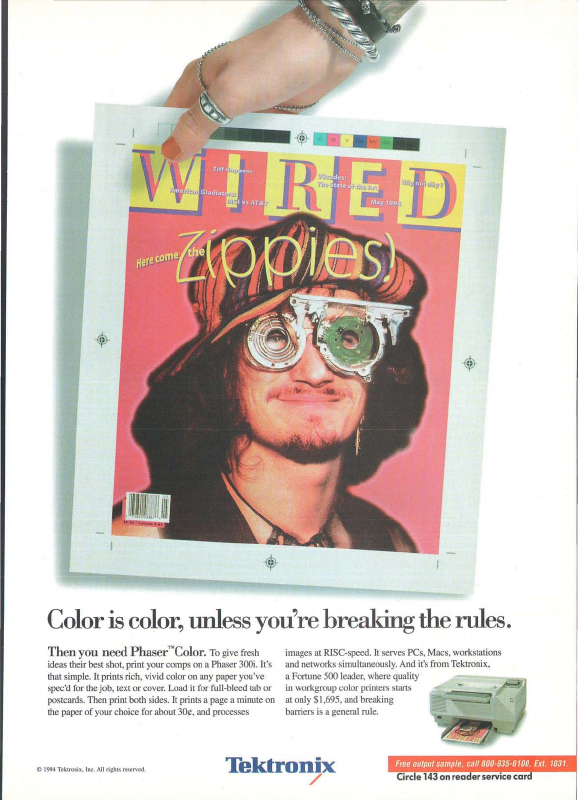 C M Y
WIRED
Ziff Happens
Videodes:
The State of the Art
American Gladiators:
MCI vs AT&T
May 1994
Here come the Zippies!
Color is color, unless you're breaking the rules.
Then you need Phaser™Color. To give fresh
ideas their best shot, print your comps on a Phaser 300i. It's
that simple. It prints rich, vivid color on any paper you've
spec'd for the job, text or cover. Load it for full-bleed tab or
postcards. Then print both sides. It prints a page a minute on
the paper of your choice for about 30¢, and processes
images at RISC-speed. It serves PCs, Macs, workstations
and networks simultaneously. And it's from Tektronix,
a Fortune 500 leader, where quality
in workgroup color printers starts
at only $1,695, and breaking
barriers is a general rule.
© 1994 Tektronix, Inc. All rights reserved.
Tektronix
Free output sample, call 800-835-6100, Ext. 1031.
Circle 143 on reader service card